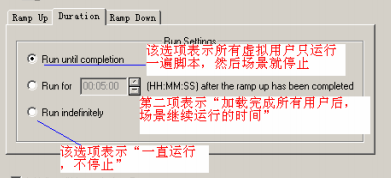 Ramp Up Duration Ramp Down
Run Settings
Run until completion
该选项表示所有虚拟用户只运行
一遍脚本，然后场景就停止
Run for 00:05:00 (HH:MM:SS) after the ramp up has been completed
第二项表示“加载完成所有用户后，
场景继续运行的时间”
Run indefinitely
该选项表示“一直运行
，不停止”